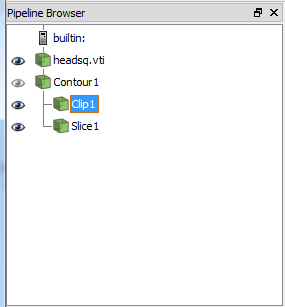 Pipeline Browser
builtin:
headsq.vti
Contour1
Clip1
Slice1